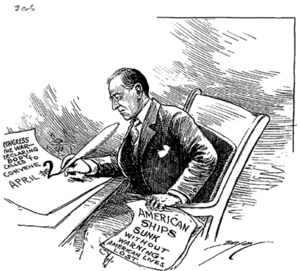 CONGRESS
THE WAR-
DECLARING
BODY
CALLED TO
CONVENE
APRIL 2
AMERICAN
SHIPS
SUNK
WITHOUT
WARNING-
AMERICAN LIVES
LOST.